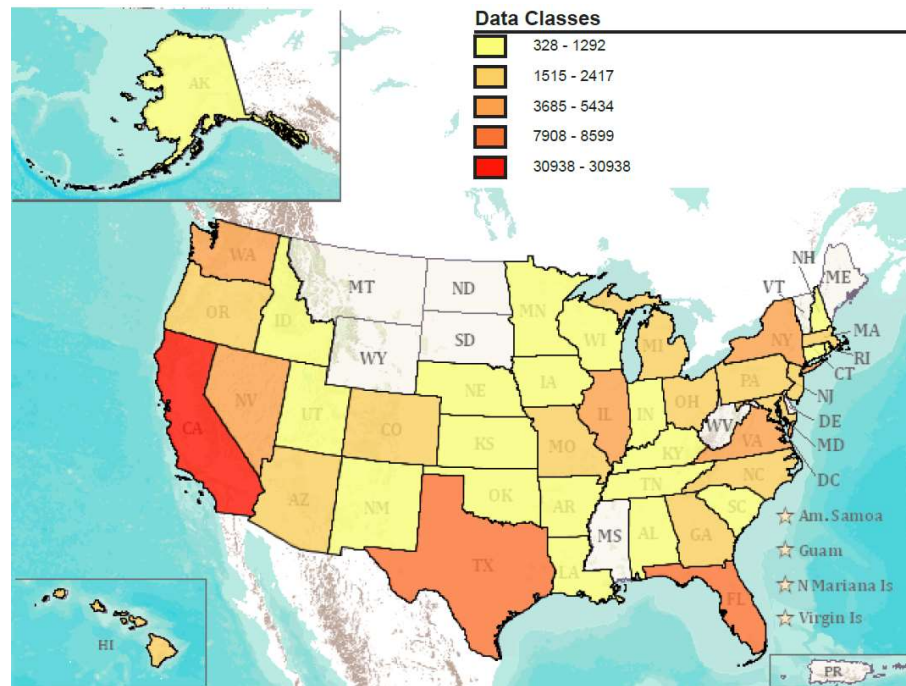 Data Classes
328 - 1292
1515 - 2417
3685 - 5434
7908 - 8599
30938 - 30938
AK
WA
MT
ND
MN
OR
ID
WY
SD
WI
MI
NY
VT
NH
ME
MA
RI
CT
NJ
DE
MD
DC
CA
NV
UT
CO
NE
KS
IA
MO
IL
IN
OH
PA
WV
VA
KY
TN
NC
SC
AZ
NM
OK
AR
TX
LA
MS
AL
GA
FL
Am. Samoa
Guam
N Mariana Is
Virgin Is
HI
PR